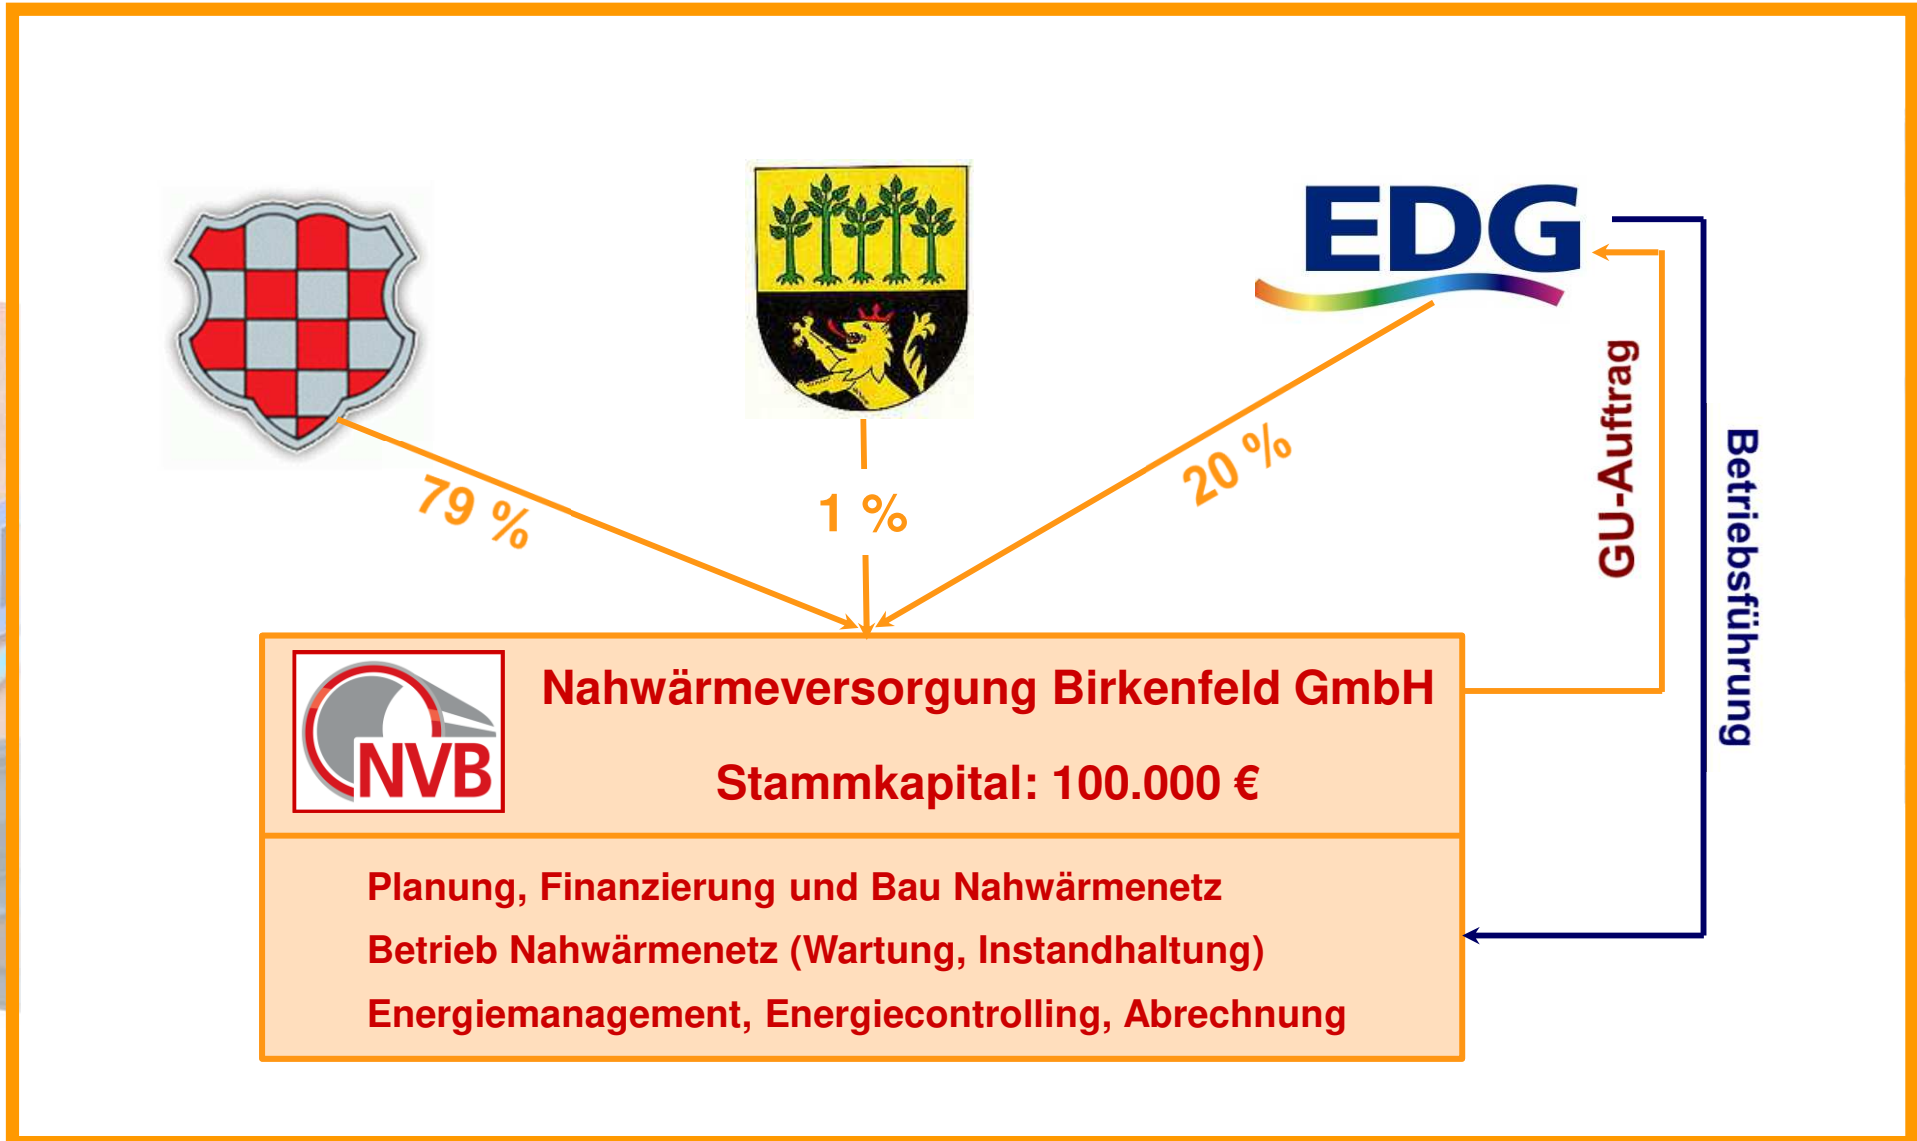 EDG
79 %
1 %
20 %
GU-Auftrag
Betriebsführung
NVB
Nahwärmeversorgung Birkenfeld GmbH
Stammkapital: 100.000 €
Planung, Finanzierung und Bau Nahwärmenetz
Betrieb Nahwärmenetz (Wartung, Instandhaltung)
Energiemanagement, Energiecontrolling, Abrechnung